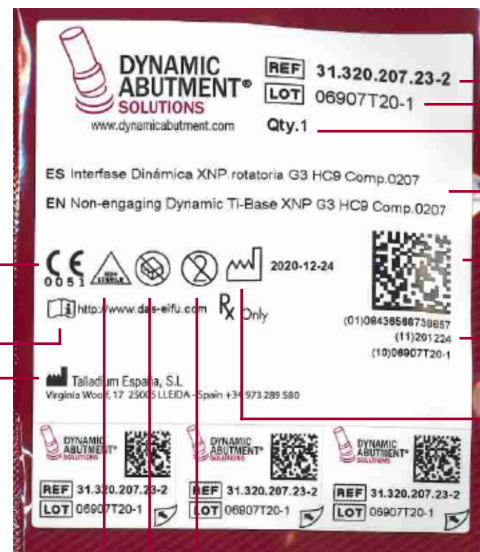 DYNAMIC
ABUTMENT®
SOLUTIONS
www.dynamicabutment.com
REF 31.320.207.23-2
LOT 06907T20-1
Qty.1
ES Interfase Dinámica XNP rotatoria G3 HC9 Comp.0207
EN Non-engaging Dynamic Ti-Base XNP G3 HC9 Comp.0207
CE
0051
NON
STERILE
2
2020-12-24
http://www.das-eifu.com
Rx Only
(01)08436568739857
(11)201224
(10)06907T20-1
Talladium España, S.L
Virginia Woolf, 17 25005 LLEIDA - Spain +34 973 289 580
DYNAMIC
ABUTMENT®
SOLUTIONS
REF 31.320.207.23-2
LOT 06907T20-1
DYNAMIC
ABUTMENT®
SOLUTIONS
REF 31.320.207.23-2
LOT 06907T20-1
DYNAMIC
ABUTMENT®
SOLUTIONS
REF 31.320.207.23-2
LOT 06907T20-1